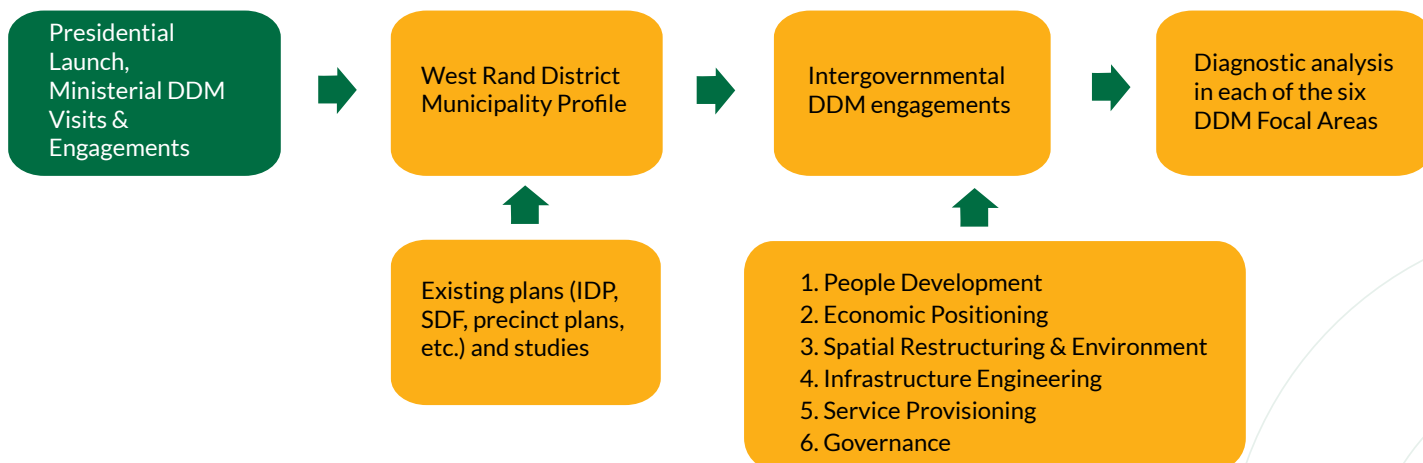 Presidential
Launch,
Ministerial DDM
Visits &
Engagements
West Rand District
Municipality Profile
Intergovernmental
DDM engagements
Diagnostic analysis
in each of the six
DDM Focal Areas
Existing plans (IDP,
SDF, precinct plans,
etc.) and studies
1. People Development
2. Economic Positioning
3. Spatial Restructuring & Environment
4. Infrastructure Engineering
5. Service Provisioning
6. Governance